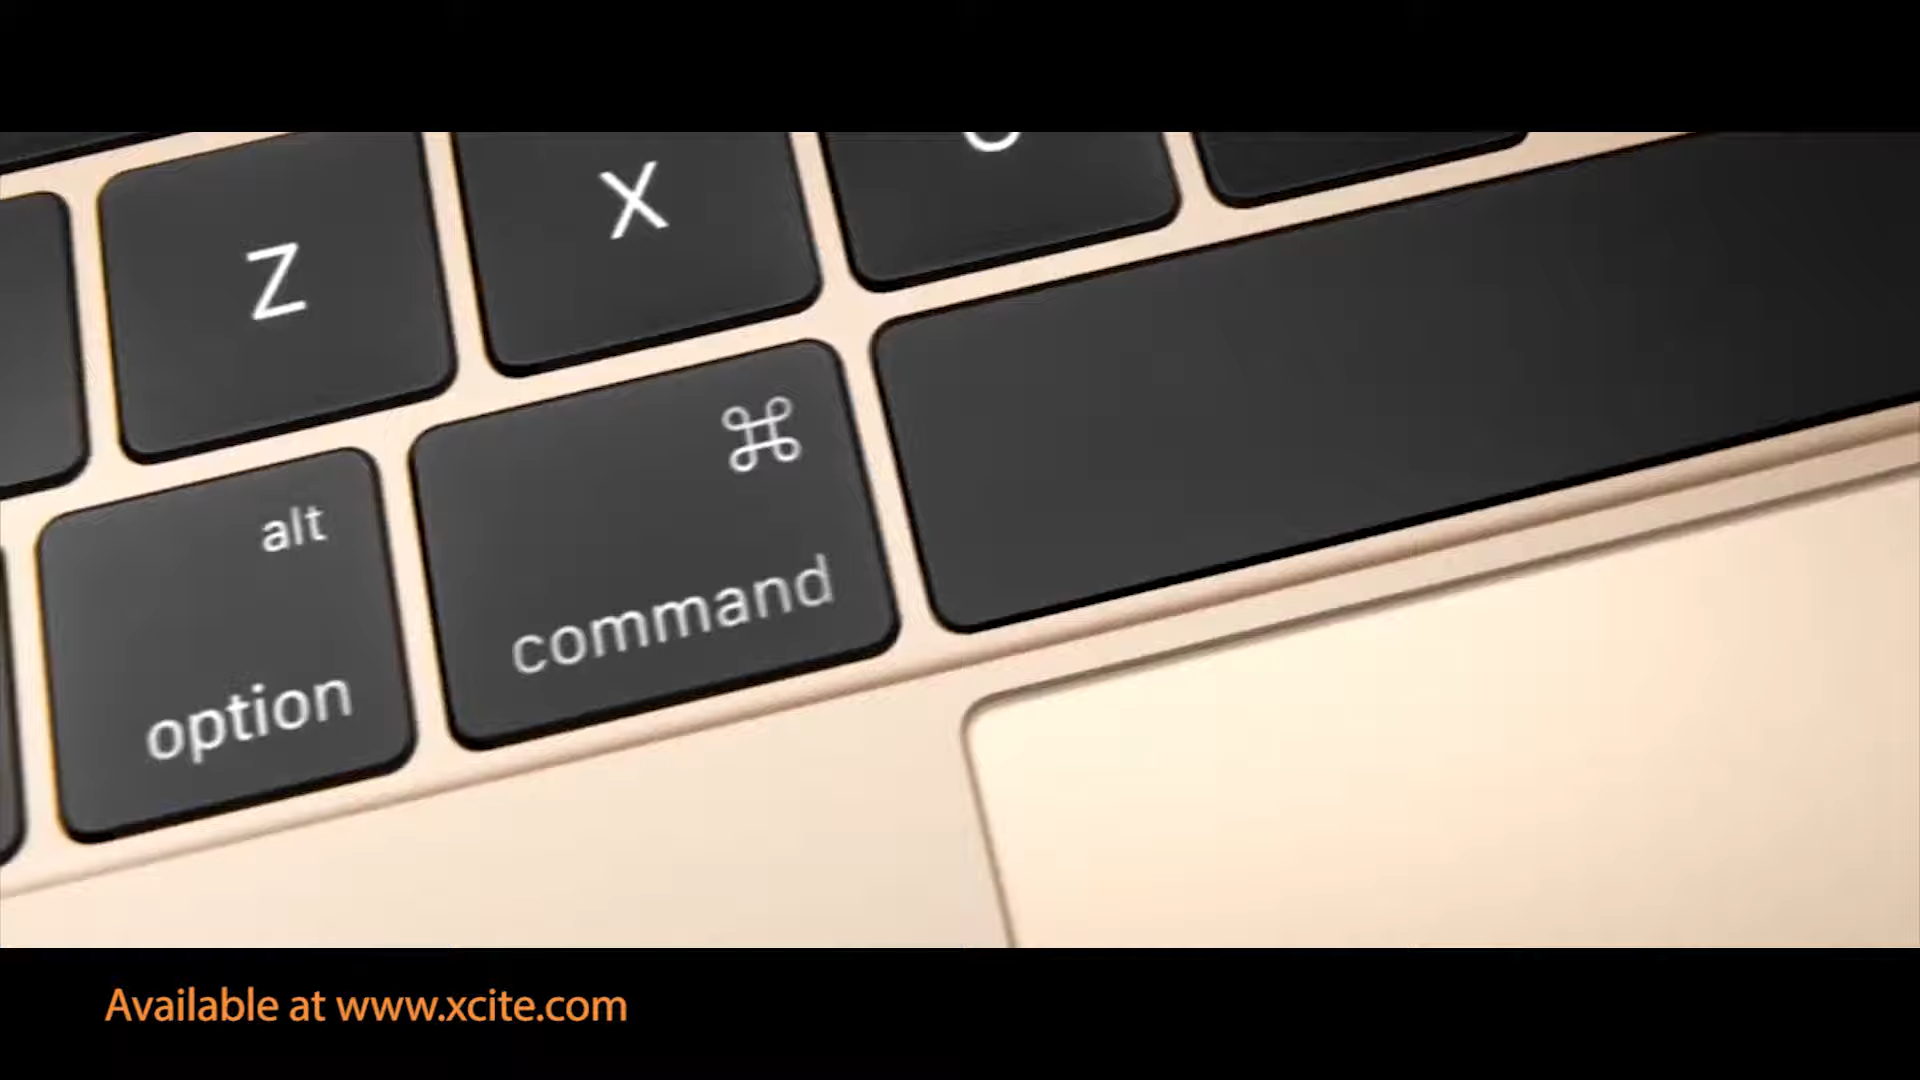 Z
X
⌘
alt
command
option
Available at www.xcite.com